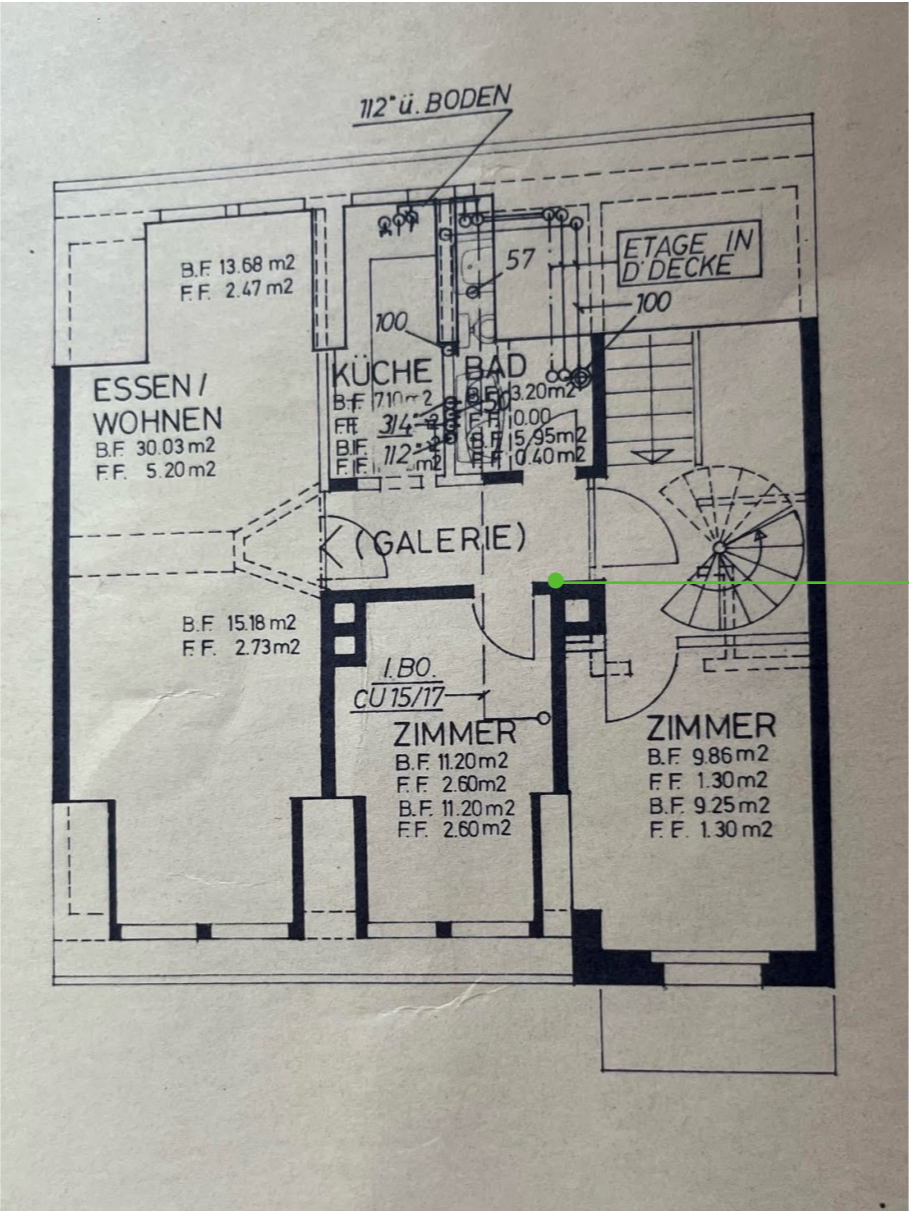 112° ü. BODEN
B.F. 13.68 m2
F.F. 2.47 m2
57
ETAGE IN
D'DECKE
100
100
ESSEN /
WOHNEN
B.F. 30.03 m2
F.F. 5.20 m2
KÜCHE
B.F. 7.10 m2
F.F.
3/4"
B.F.
1/2"
F.F. m2
BAD
B.F. 3.20 m2
F.F. 0.00
B.F. 5.95 m2
F.F. 0.40 m2
(GALERIE)
B.F. 15.18 m2
F.F. 2.73 m2
I.BO.
CU 15/17
ZIMMER
B.F. 11.20 m2
F.F. 2.60 m2
B.F. 11.20 m2
F.F. 2.60 m2
ZIMMER
B.F. 9.86 m2
F.F. 1.30 m2
B.F. 9.25 m2
F.F. 1.30 m2